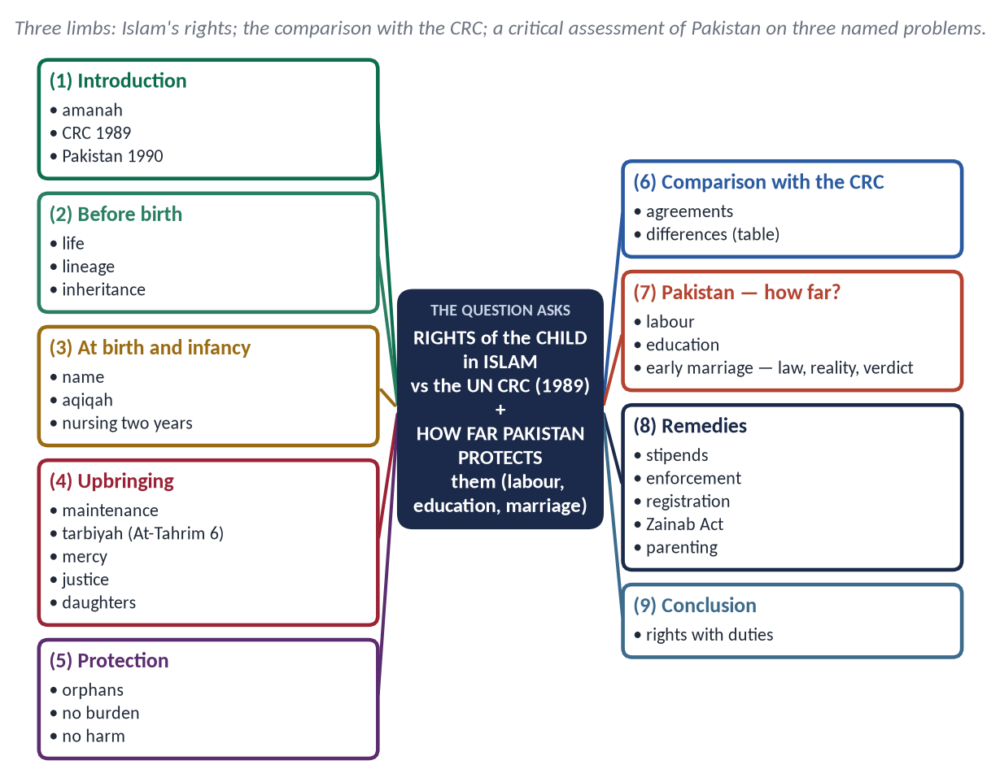 Three limbs: Islam's rights; the comparison with the CRC; a critical assessment of Pakistan on three named problems.
(1) Introduction
• amanah
• CRC 1989
• Pakistan 1990
(2) Before birth
• life
• lineage
• inheritance
(3) At birth and infancy
• name
• aqiqah
• nursing two years
(4) Upbringing
• maintenance
• tarbiyah (At-Tahrim 6)
• mercy
• justice
• daughters
(5) Protection
• orphans
• no burden
• no harm
THE QUESTION ASKS
RIGHTS of the CHILD
in ISLAM
vs the UN CRC (1989)
+
HOW FAR PAKISTAN
PROTECTS
them (labour,
education, marriage)
(6) Comparison with the CRC
• agreements
• differences (table)
(7) Pakistan — how far?
• labour
• education
• early marriage — law, reality, verdict
(8) Remedies
• stipends
• enforcement
• registration
• Zainab Act
• parenting
(9) Conclusion
• rights with duties